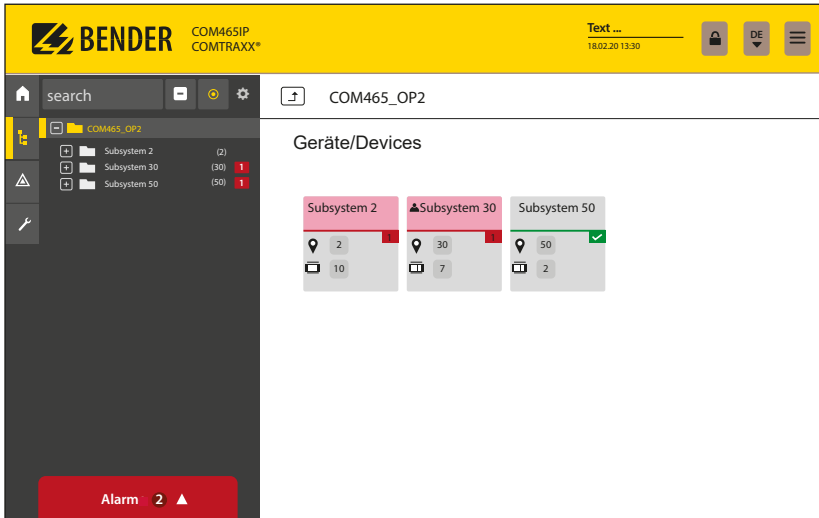 BENDER
COM465IP
COMTRAXX®
Text ...
18.02.20 13:30
DE
search
COM465_OP2
COM465_OP2
Subsystem 2 (2)
Subsystem 30 (30) 1
Subsystem 50 (50) 1
Geräte/Devices
Subsystem 2
1
2
10
Subsystem 30
1
30
7
Subsystem 50
50
2
Alarm 2